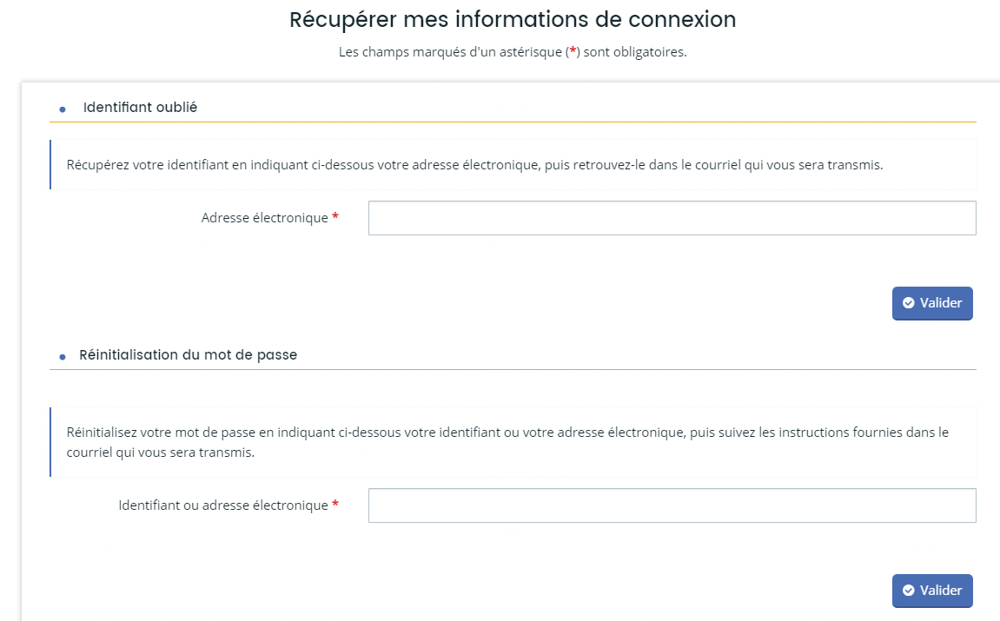 Récupérer mes informations de connexion
Les champs marqués d'un astérisque (*) sont obligatoires.
Identifiant oublié
Récupérez votre identifiant en indiquant ci-dessous votre adresse électronique, puis retrouvez-le dans le courriel qui vous sera transmis.
Adresse électronique *
Valider
Réinitialisation du mot de passe
Réinitialisez votre mot de passe en indiquant ci-dessous votre identifiant ou votre adresse électronique, puis suivez les instructions fournies dans le
courriel qui vous sera transmis.
Identifiant ou adresse électronique *
Valider